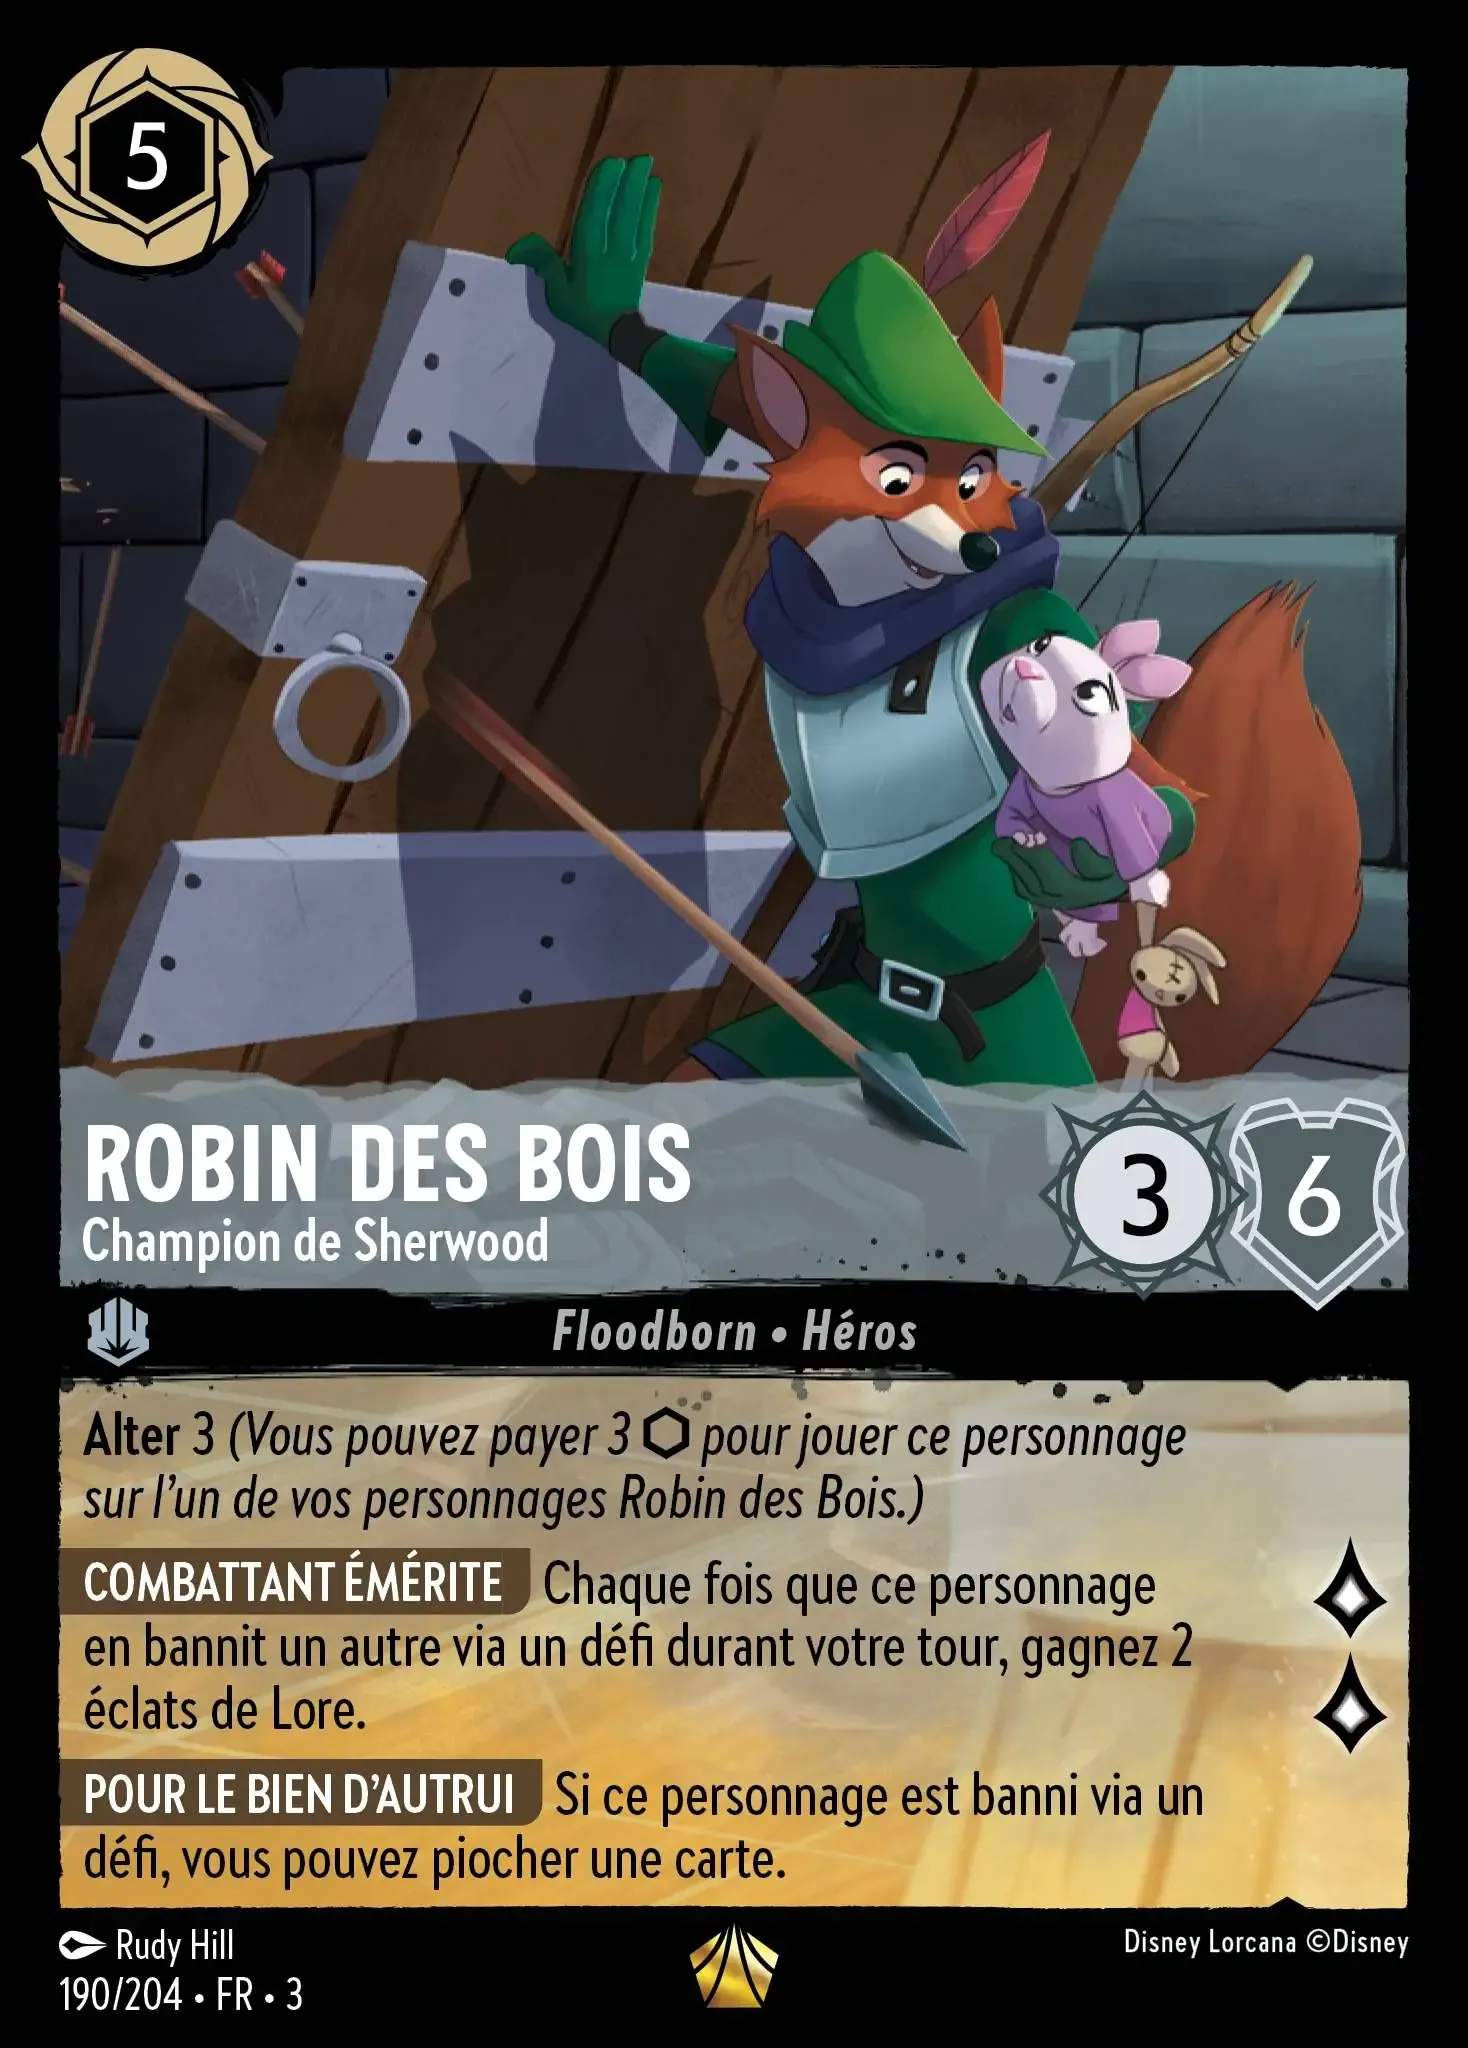 5
ROBIN DES BOIS
Champion de Sherwood
3
6
Floodborn • Héros
Alter 3 (Vous pouvez payer 3 ⬡ pour jouer ce personnage
sur l'un de vos personnages Robin des Bois.)
COMBATTANT ÉMÉRITE Chaque fois que ce personnage
en bannit un autre via un défi durant votre tour, gagnez 2
éclats de Lore.
POUR LE BIEN D'AUTRUI Si ce personnage est banni via un
défi, vous pouvez piocher une carte.
Rudy Hill
Disney Lorcana ©Disney
190/204 • FR • 3